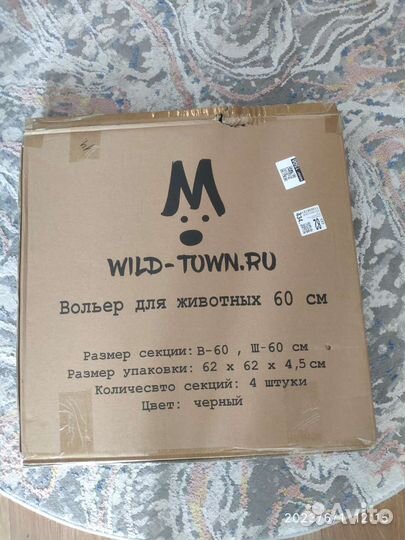 WILD-TOWN.RU
Вольер для животных 60 см
Размер секции: В-60 , Ш-60 см
Размер упаковки: 62 х 62 х 4,5 см
Количесвто секций: 4 штуки
Цвет: черный
Avito